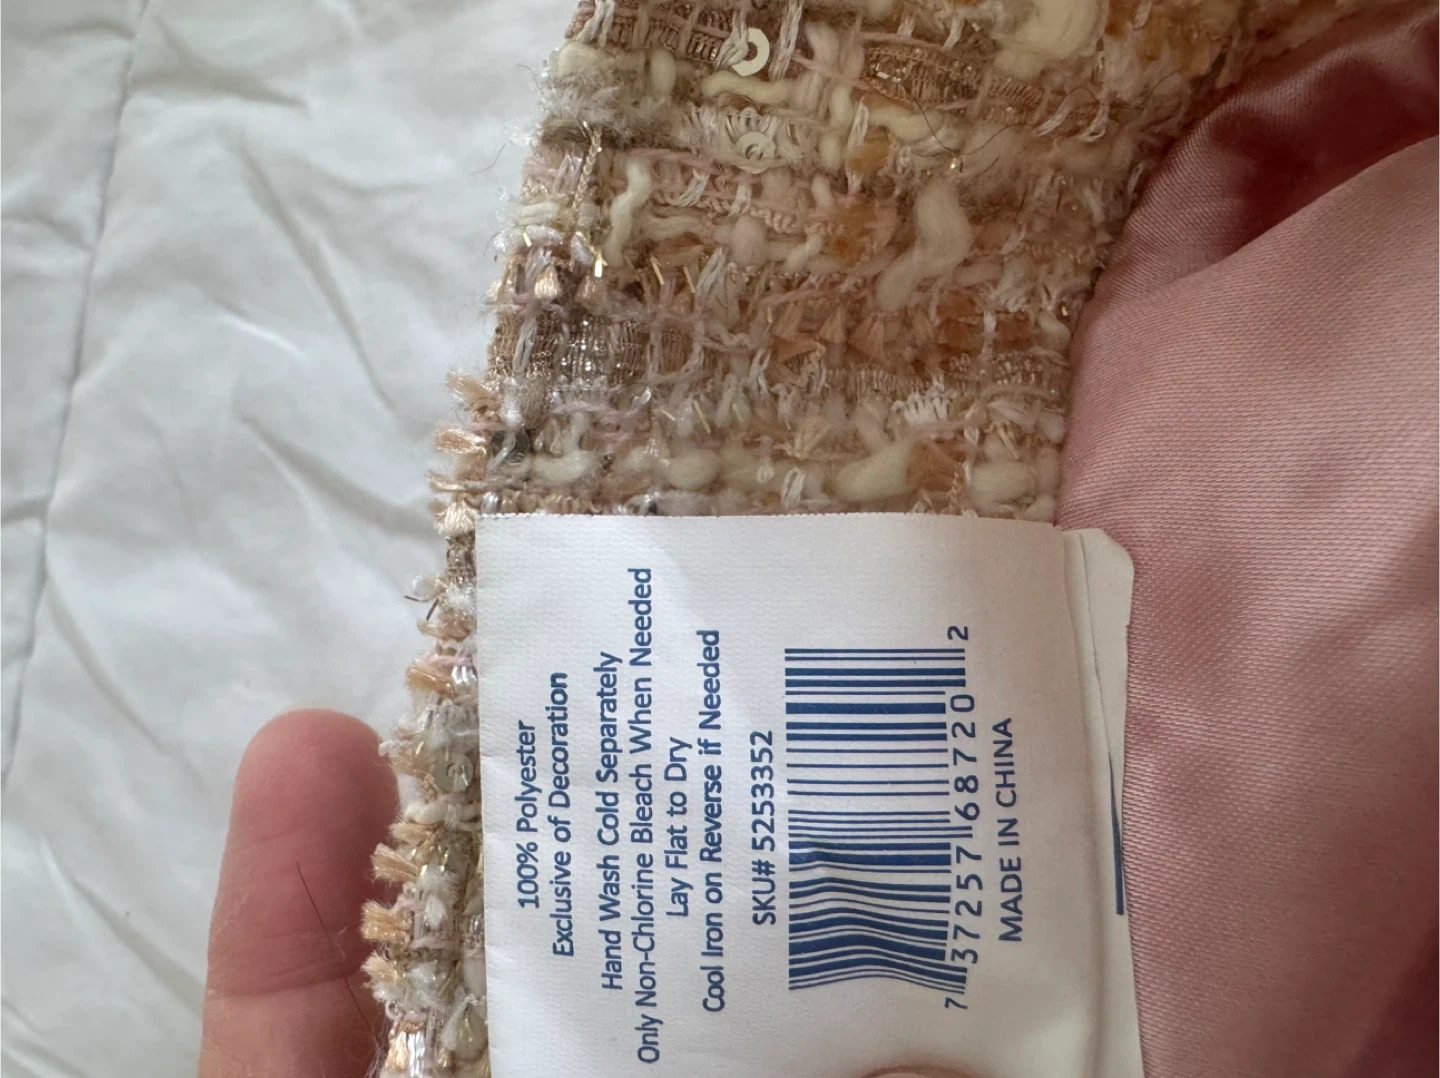 100% Polyester
Exclusive of Decoration
Hand Wash Cold Separately
Only Non-Chlorine Bleach When Needed
Lay Flat to Dry
Cool Iron on Reverse if Needed
SKU# 5253352
7 37257 68720 2
MADE IN CHINA